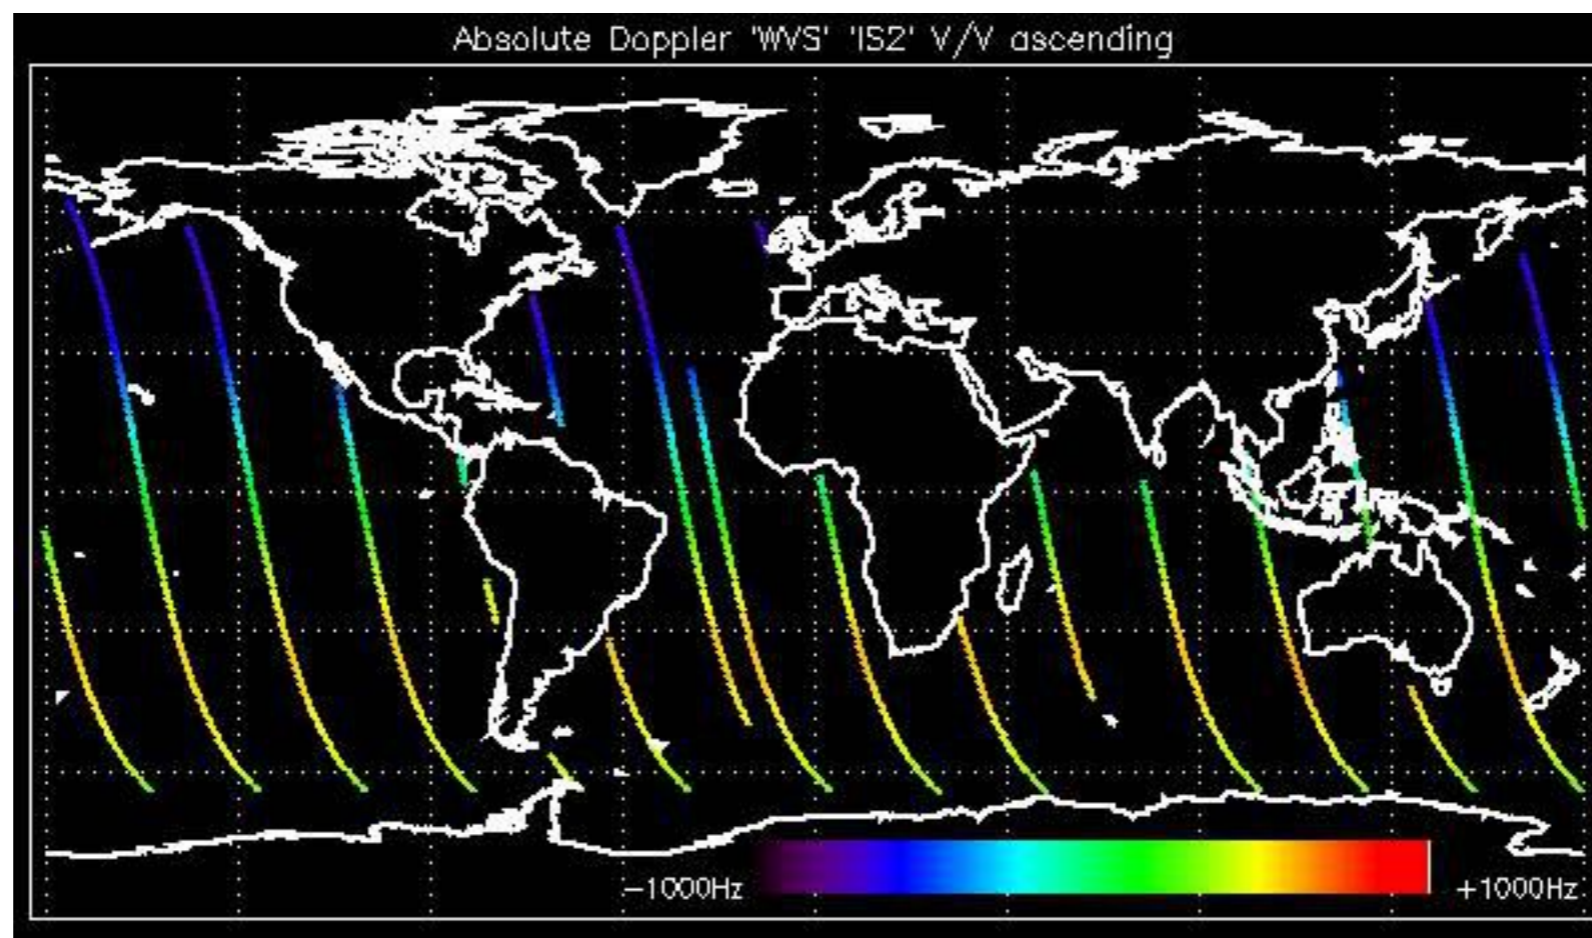 Absolute Doppler 'WVS' 'IS2' V/V ascending
−1000Hz +1000Hz